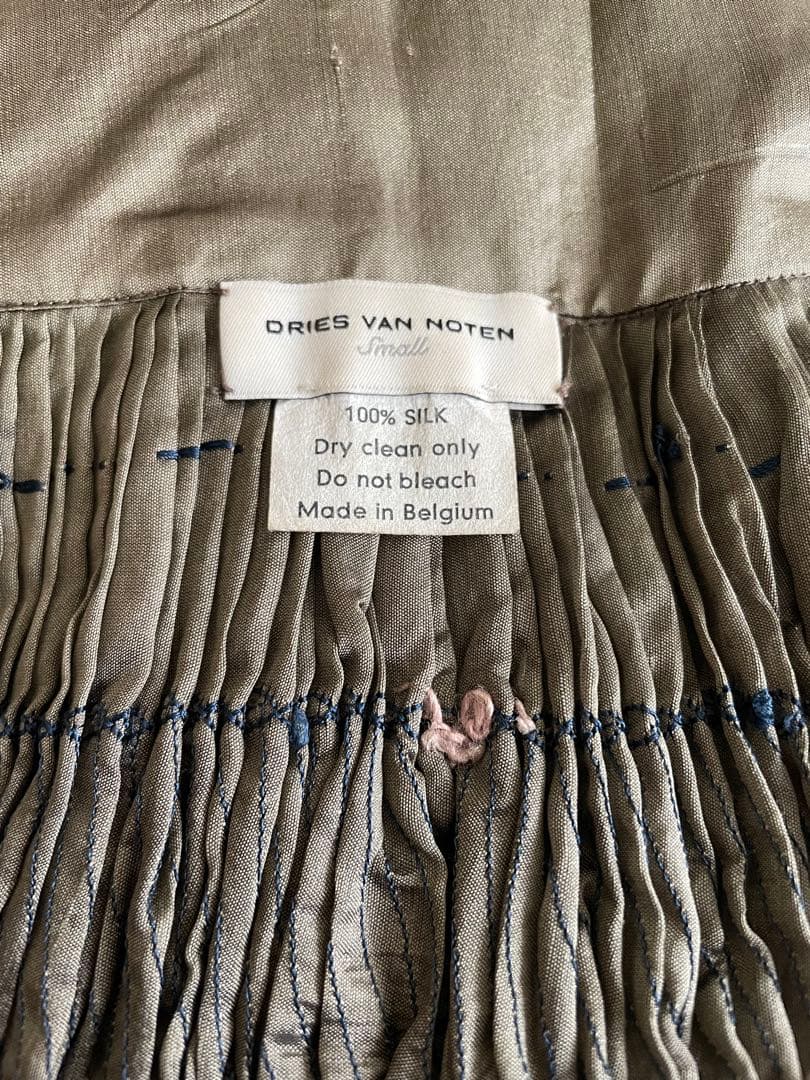 DRIES VAN NOTEN
Small
100% SILK
Dry clean only
Do not bleach
Made in Belgium